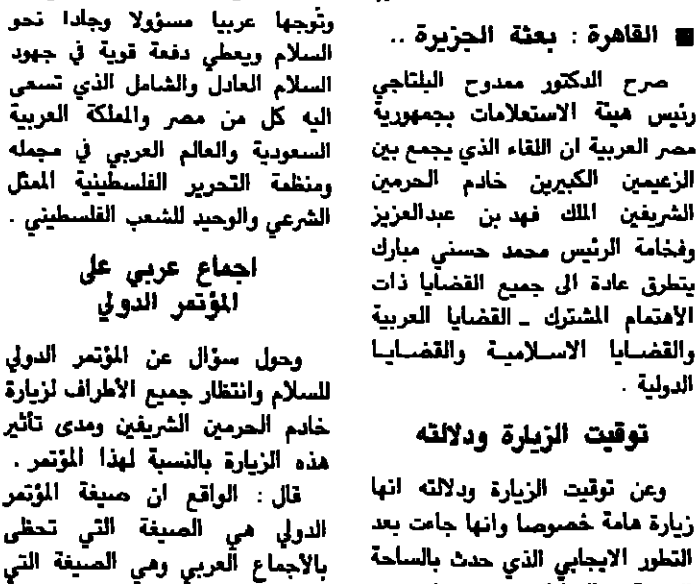 ■ القاهرة : بعثة الجزيرة ..
صرح الدكتور ممدوح البلتاجي
رئيس هيئة الاستعلامات بجمهورية
مصر العربية ان اللقاء الذي يجمع بين
الزعيمين الكبيرين خادم الحرمين
الشريفين الملك فهد بن عبدالعزيز
وفخامة الرئيس محمد حسني مبارك
يتطرق عادة الى جميع القضايا ذات
الأهتمام المشترك ـ القضايا العربية
والقضايا الاسلامية والقضايا
الدولية .
توقيت الزيارة ودلالته
وعن توقيت الزيارة ودلالته انها
زيارة هامة خصوصا وانها جاءت بعد
التطور الايجابي الذي حدث بالساحة
وتوجها عربيا مسؤولا وجادا نحو
السلام ويعطي دفعة قوية في جهود
السلام العادل والشامل الذي تسعى
اليه كل من مصر والمملكة العربية
السعودية والعالم العربي في مجمله
ومنظمة التحرير الفلسطينية الممثل
الشرعي والوحيد للشعب الفلسطيني .
اجماع عربي على
المؤتمر الدولي
وحول سؤال عن المؤتمر الدولي
للسلام وانتظار جميع الأطراف لزيارة
خادم الحرمين الشريفين ومدى تأثير
هذه الزيارة بالنسبة لهذا المؤتمر .
قال : الواقع ان صيغة المؤتمر
الدولي هي الصيغة التي تحظى
بالأجماع العربي وهي الصيغة التي